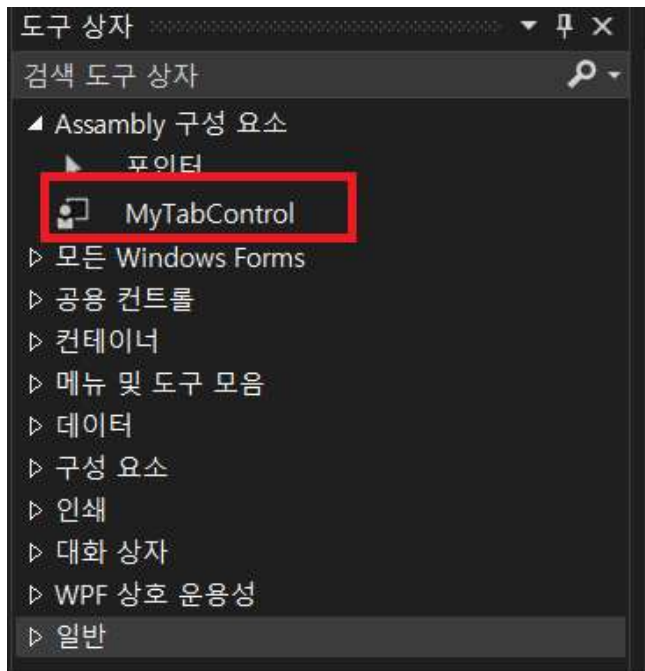 도구 상자
검색 도구 상자
Assambly 구성 요소
포인터
MyTabControl
모든 Windows Forms
공용 컨트롤
컨테이너
메뉴 및 도구 모음
데이터
구성 요소
인쇄
대화 상자
WPF 상호 운용성
일반